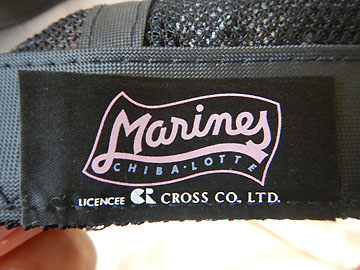 Marines
CHIBA·LOTTE
LICENCEE CR CROSS CO. LTD.